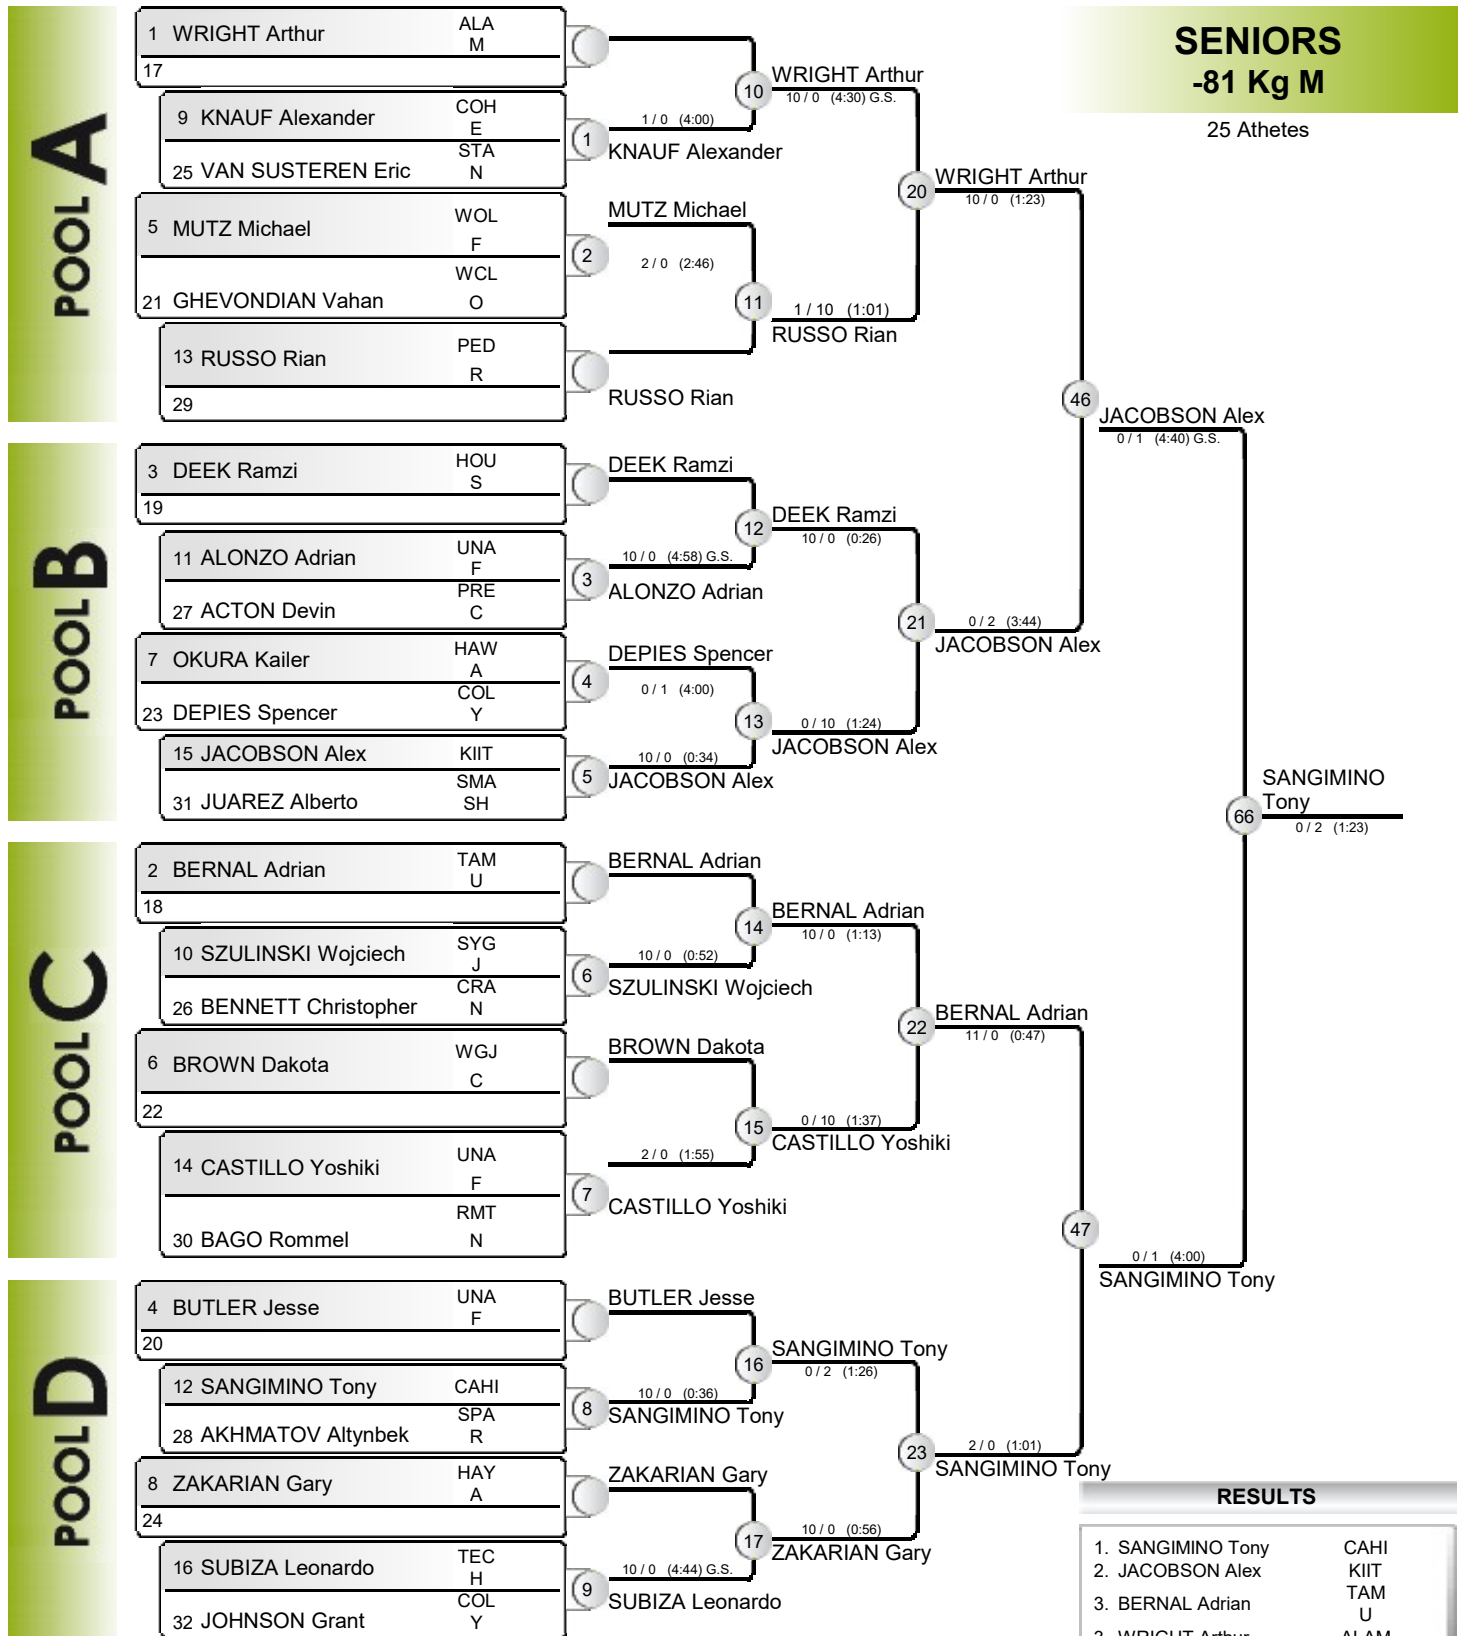 SENIORS
-81 Kg M
25 Athetes
POOL A
1 WRIGHT Arthur ALA
M
17
9 KNAUF Alexander COH
E
25 VAN SUSTEREN Eric STA
N
5 MUTZ Michael WOL
F
21 GHEVONDIAN Vahan WCL
O
13 RUSSO Rian PED
R
29
1
1 / 0 (4:00)
KNAUF Alexander
MUTZ Michael
2
2 / 0 (2:46)
RUSSO Rian
10
WRIGHT Arthur
10 / 0 (4:30) G.S.
11
1 / 10 (1:01)
RUSSO Rian
20
WRIGHT Arthur
10 / 0 (1:23)
POOL B
3 DEEK Ramzi HOU
S
19
11 ALONZO Adrian UNA
F
27 ACTON Devin PRE
C
7 OKURA Kailer HAW
A
23 DEPIES Spencer COL
Y
15 JACOBSON Alex KIIT
31 JUAREZ Alberto SMA
SH
DEEK Ramzi
3
10 / 0 (4:58) G.S.
ALONZO Adrian
DEPIES Spencer
4
0 / 1 (4:00)
5
10 / 0 (0:34)
JACOBSON Alex
12
DEEK Ramzi
10 / 0 (0:26)
13
0 / 10 (1:24)
JACOBSON Alex
21
0 / 2 (3:44)
JACOBSON Alex
46
JACOBSON Alex
0 / 1 (4:40) G.S.
POOL C
2 BERNAL Adrian TAM
U
18
10 SZULINSKI Wojciech SYG
J
26 BENNETT Christopher CRA
N
6 BROWN Dakota WGJ
C
22
14 CASTILLO Yoshiki UNA
F
30 BAGO Rommel RMT
N
BERNAL Adrian
6
10 / 0 (0:52)
SZULINSKI Wojciech
BROWN Dakota
7
2 / 0 (1:55)
CASTILLO Yoshiki
14
BERNAL Adrian
10 / 0 (1:13)
15
0 / 10 (1:37)
CASTILLO Yoshiki
22
BERNAL Adrian
11 / 0 (0:47)
POOL D
4 BUTLER Jesse UNA
F
20
12 SANGIMINO Tony CAHI
28 AKHMATOV Altynbek SPA
R
8 ZAKARIAN Gary HAY
A
24
16 SUBIZA Leonardo TEC
H
32 JOHNSON Grant COL
Y
BUTLER Jesse
8
10 / 0 (0:36)
SANGIMINO Tony
ZAKARIAN Gary
9
10 / 0 (4:44) G.S.
SUBIZA Leonardo
16
SANGIMINO Tony
0 / 2 (1:26)
17
10 / 0 (0:56)
ZAKARIAN Gary
23
2 / 0 (1:01)
SANGIMINO Tony
47
0 / 1 (4:00)
SANGIMINO Tony
66
SANGIMINO
Tony
0 / 2 (1:23)
RESULTS
1. SANGIMINO Tony CAHI
2. JACOBSON Alex KIIT
3. BERNAL Adrian TAM
U
3. WRIGHT Arthur ALAM